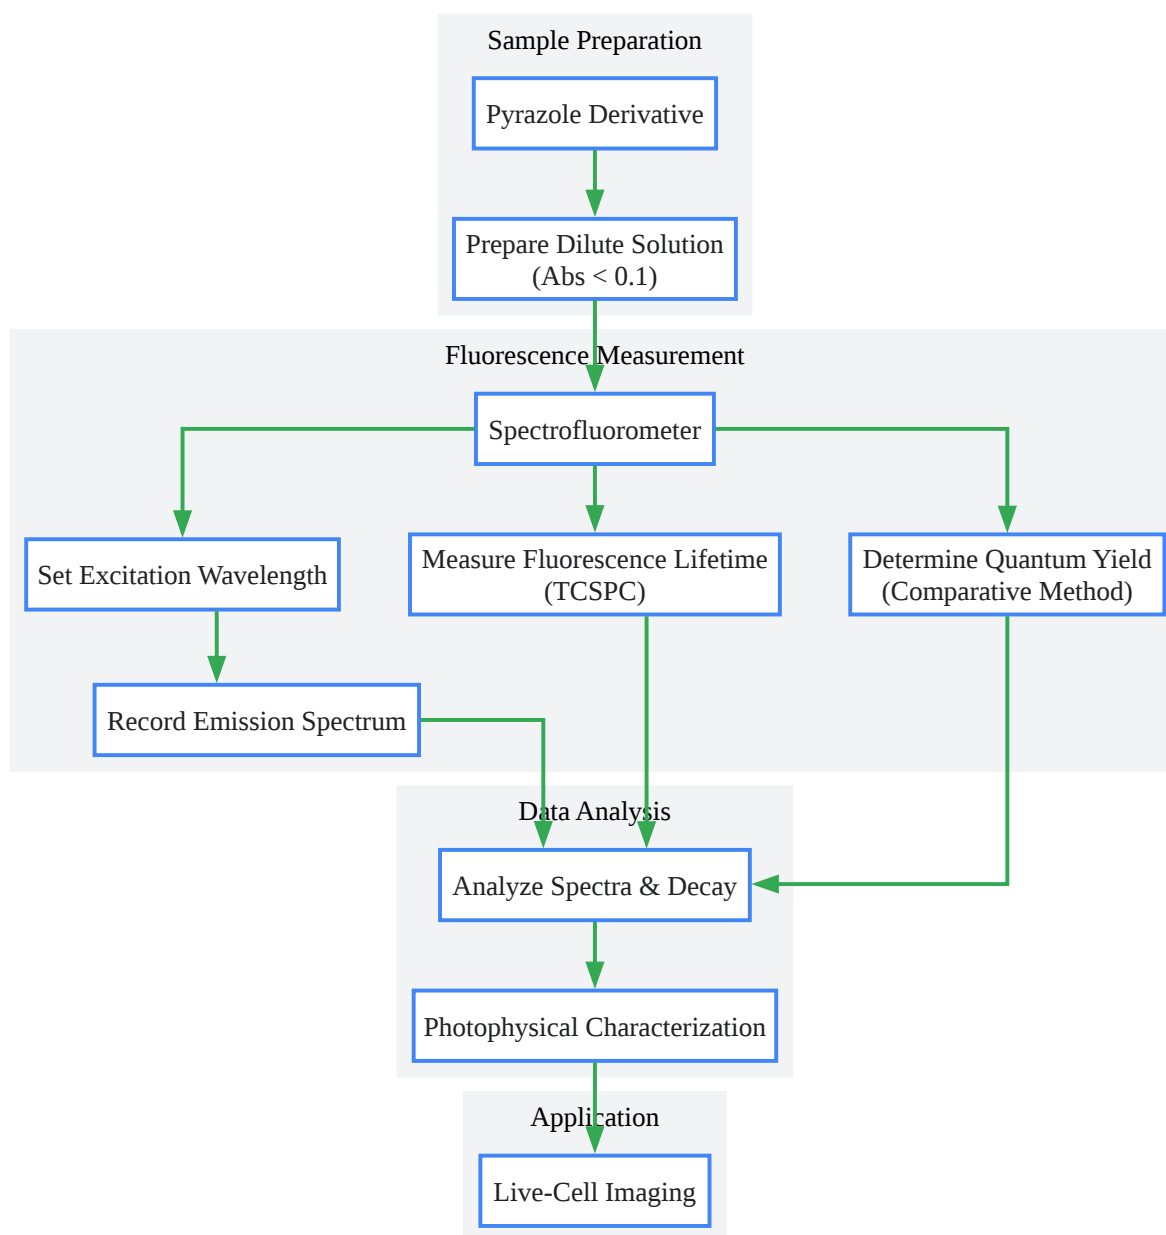 Sample Preparation
Pyrazole Derivative
Prepare Dilute Solution
(Abs < 0.1)
Fluorescence Measurement
Spectrofluorometer
Set Excitation Wavelength
Measure Fluorescence Lifetime
(TCSPC)
Determine Quantum Yield
(Comparative Method)
Record Emission Spectrum
Data Analysis
Analyze Spectra & Decay
Photophysical Characterization
Application
Live-Cell Imaging